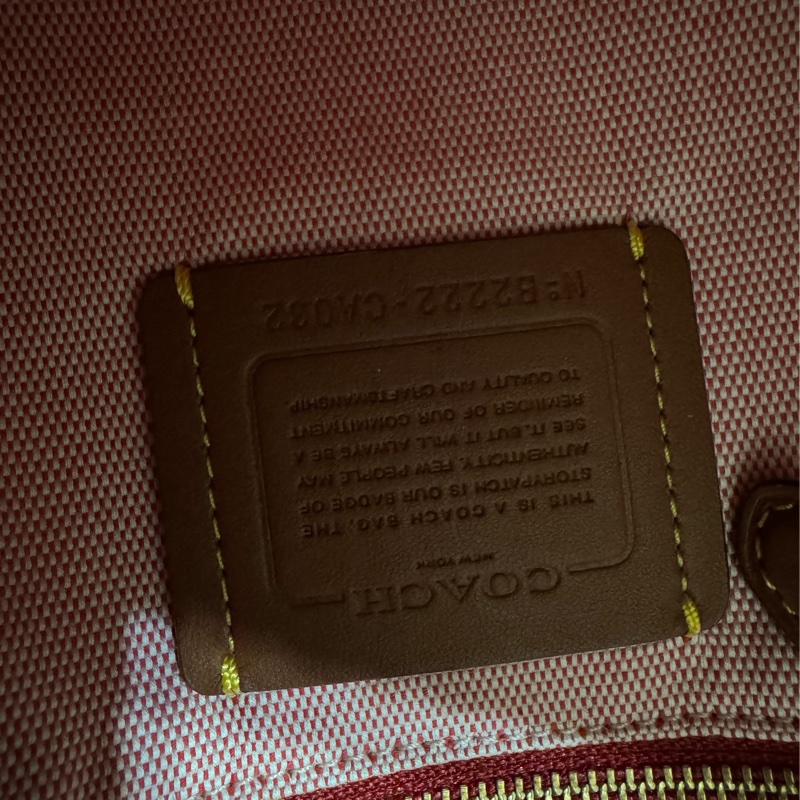 COACH
NEW YORK
THIS IS A COACH BAG. THE
STORYPATCH IS OUR BADGE OF
AUTHENTICITY. FEW PEOPLE MAY
SEE IT, BUT IT WILL ALWAYS BE A
REMINDER OF OUR COMMITMENT
TO QUALITY AND CRAFTSMANSHIP.
Nº B2222-CA032